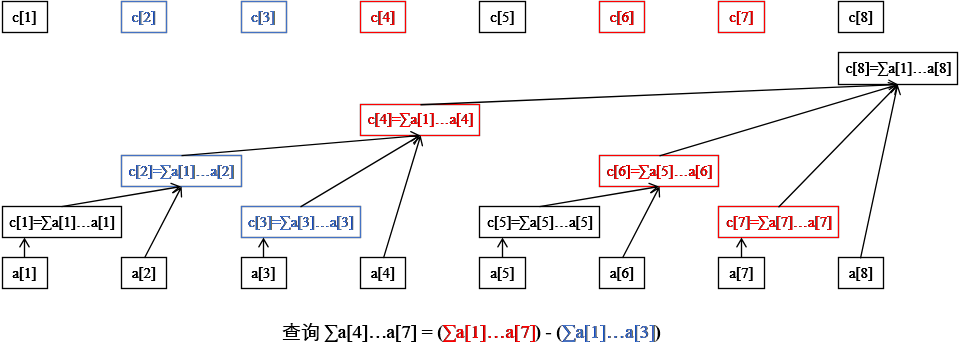 c[1] c[2] c[3] c[4] c[5] c[6] c[7] c[8]
c[8]=∑a[1]…a[8]
c[4]=∑a[1]…a[4]
c[2]=∑a[1]…a[2] c[6]=∑a[5]…a[6]
c[1]=∑a[1]…a[1] c[3]=∑a[3]…a[3] c[5]=∑a[5]…a[5] c[7]=∑a[7]…a[7]
a[1] a[2] a[3] a[4] a[5] a[6] a[7] a[8]
查询 ∑a[4]…a[7] = (∑a[1]…a[7]) - (∑a[1]…a[3])